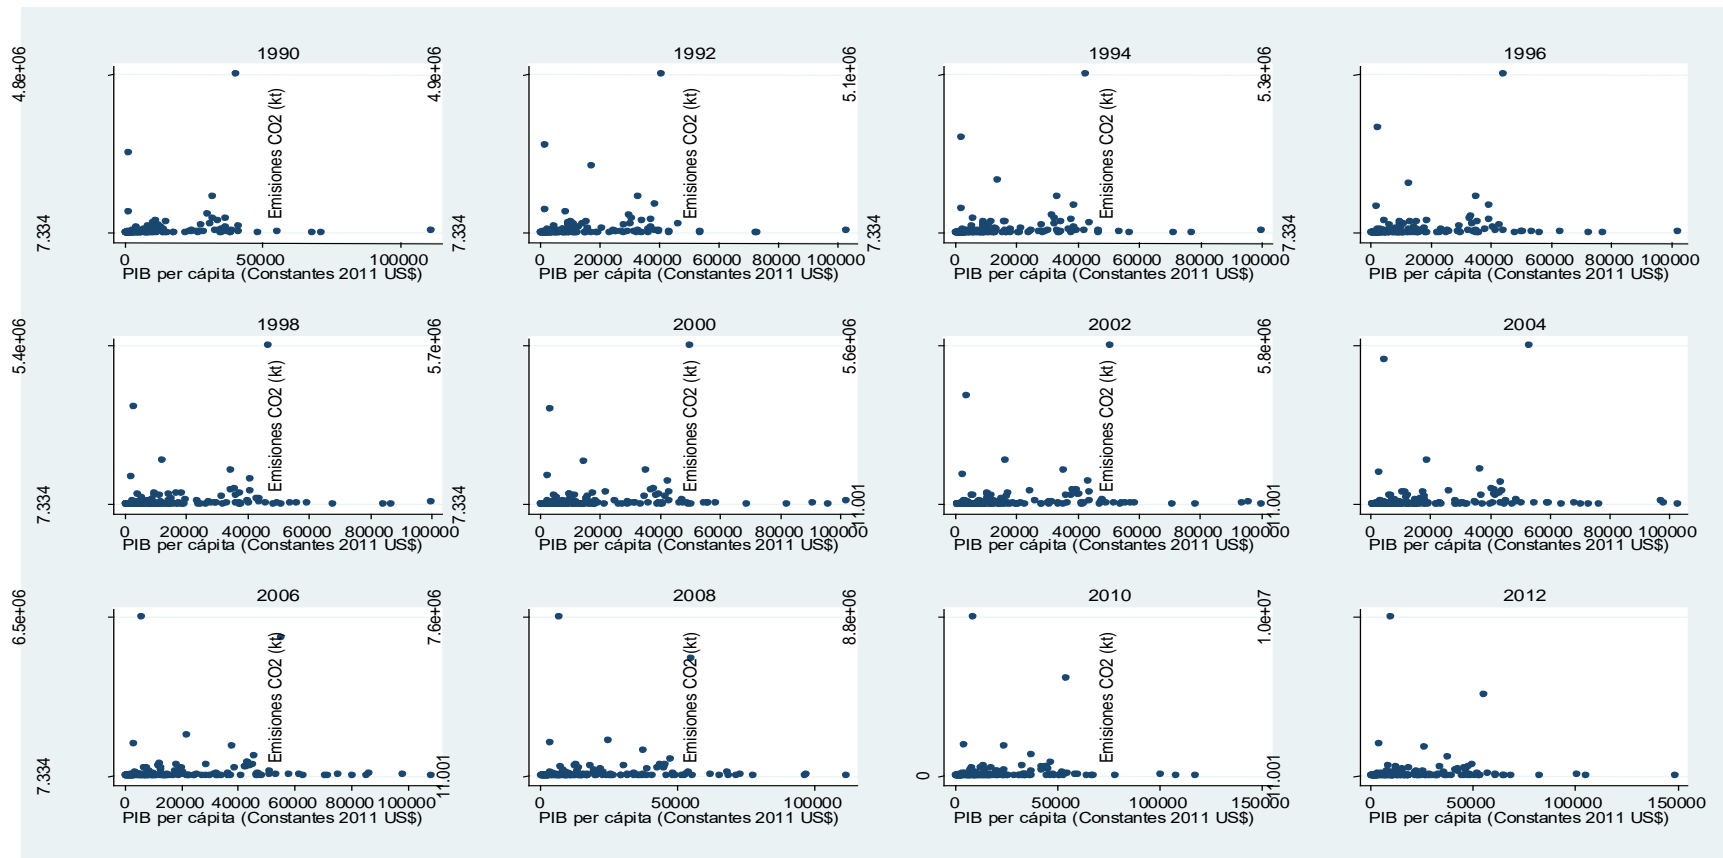 4.8e+06
7.334
1990
0
50000
100000
PIB per cápita (Constantes 2011 US$)
Emisiones CO2 (kt)
4.9e+06
7.334
1992
0
20000
40000
60000
80000
100000
PIB per cápita (Constantes 2011 US$)
Emisiones CO2 (kt)
5.1e+06
7.334
1994
0
20000
40000
60000
80000
100000
PIB per cápita (Constantes 2011 US$)
Emisiones CO2 (kt)
5.3e+06
7.334
1996
0
20000
40000
60000
80000
100000
PIB per cápita (Constantes 2011 US$)
5.4e+06
7.334
1998
0
20000
40000
60000
80000
100000
PIB per cápita (Constantes 2011 US$)
Emisiones CO2 (kt)
5.7e+06
7.334
2000
0
20000
40000
60000
80000
100000
PIB per cápita (Constantes 2011 US$)
Emisiones CO2 (kt)
5.6e+06
11.001
2002
0
20000
40000
60000
80000
100000
PIB per cápita (Constantes 2011 US$)
Emisiones CO2 (kt)
5.8e+06
11.001
2004
0
20000
40000
60000
80000
100000
PIB per cápita (Constantes 2011 US$)
6.5e+06
7.334
2006
0
20000
40000
60000
80000
100000
PIB per cápita (Constantes 2011 US$)
Emisiones CO2 (kt)
7.6e+06
11.001
2008
0
50000
100000
PIB per cápita (Constantes 2011 US$)
Emisiones CO2 (kt)
8.8e+06
0
2010
0
50000
100000
150000
PIB per cápita (Constantes 2011 US$)
Emisiones CO2 (kt)
1.0e+07
11.001
2012
0
50000
100000
150000
PIB per cápita (Constantes 2011 US$)